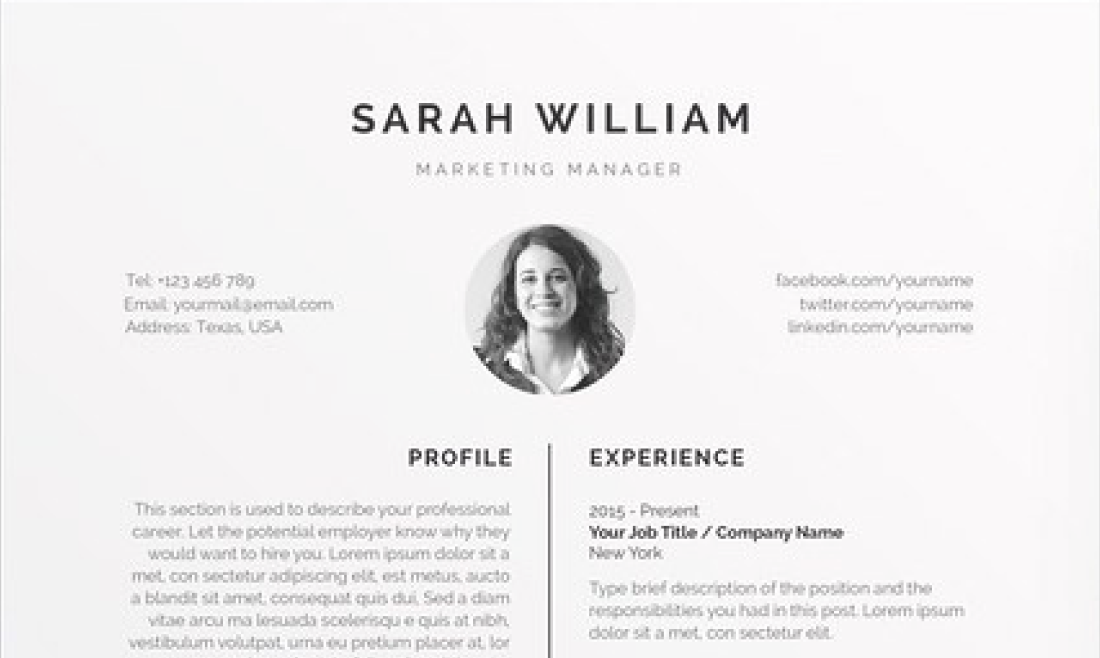 SARAH WILLIAM
MARKETING MANAGER
Tel: +123 456 789
Email: yourmail@email.com
Address: Texas, USA
facebook.com/yourname
twitter.com/yourname
linkedin.com/yourname
PROFILE
This section is used to describe your professional
career. Let the potential employer know why they
would want to hire you. Lorem ipsum dolor sit a
met, con sectetur adipiscing elit, est metus, aucto
a blandit sit amet, consequat quis dui. Sed a diam
vitae arcu ma lesuada scelerisqu e quis at nibh,
vestibulum volutpat, urna eu pretium placer at, lor
EXPERIENCE
2015 - Present
Your Job Title / Company Name
New York
Type brief description of the position and the
responsibilities you had in this post. Lorem ipsum
dolor sit a met, con sectetur elit.